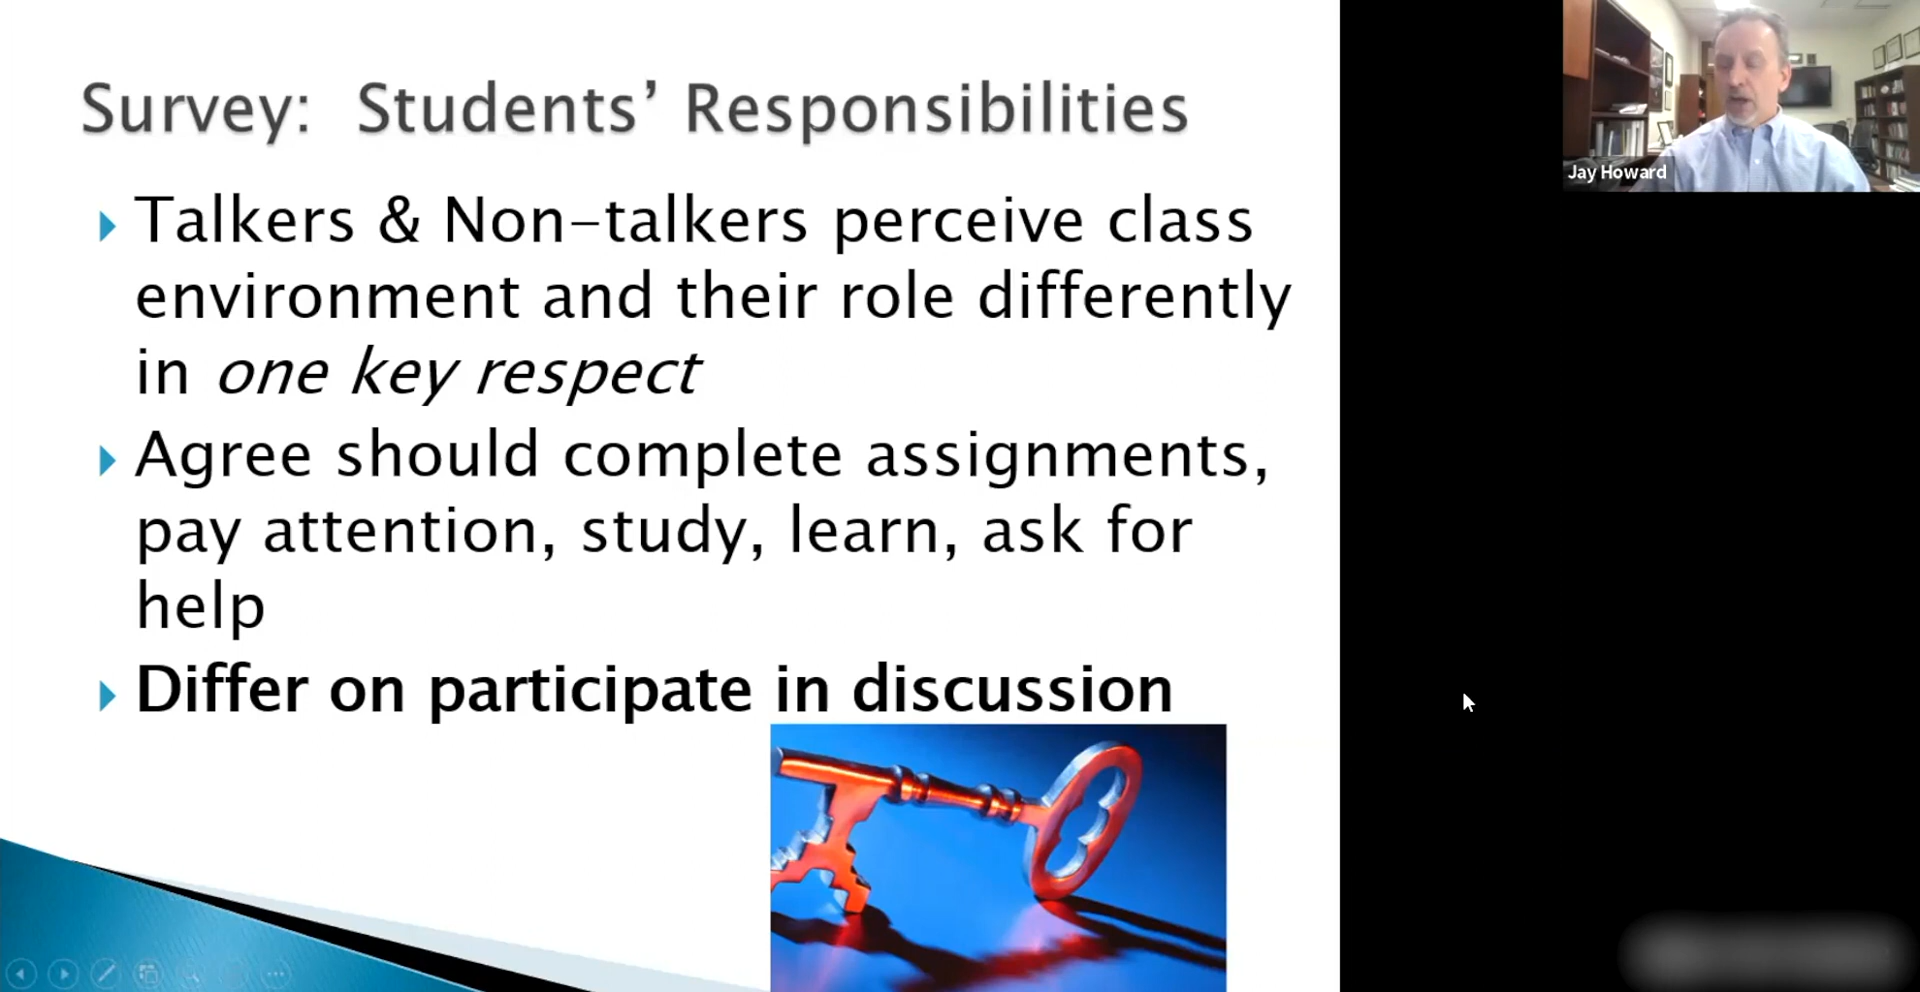 Survey:  Students’ Responsibilities
Talkers & Non-talkers perceive class
environment and their role differently
in one key respect
Agree should complete assignments,
pay attention, study, learn, ask for
help
Differ on participate in discussion
Jay Howard